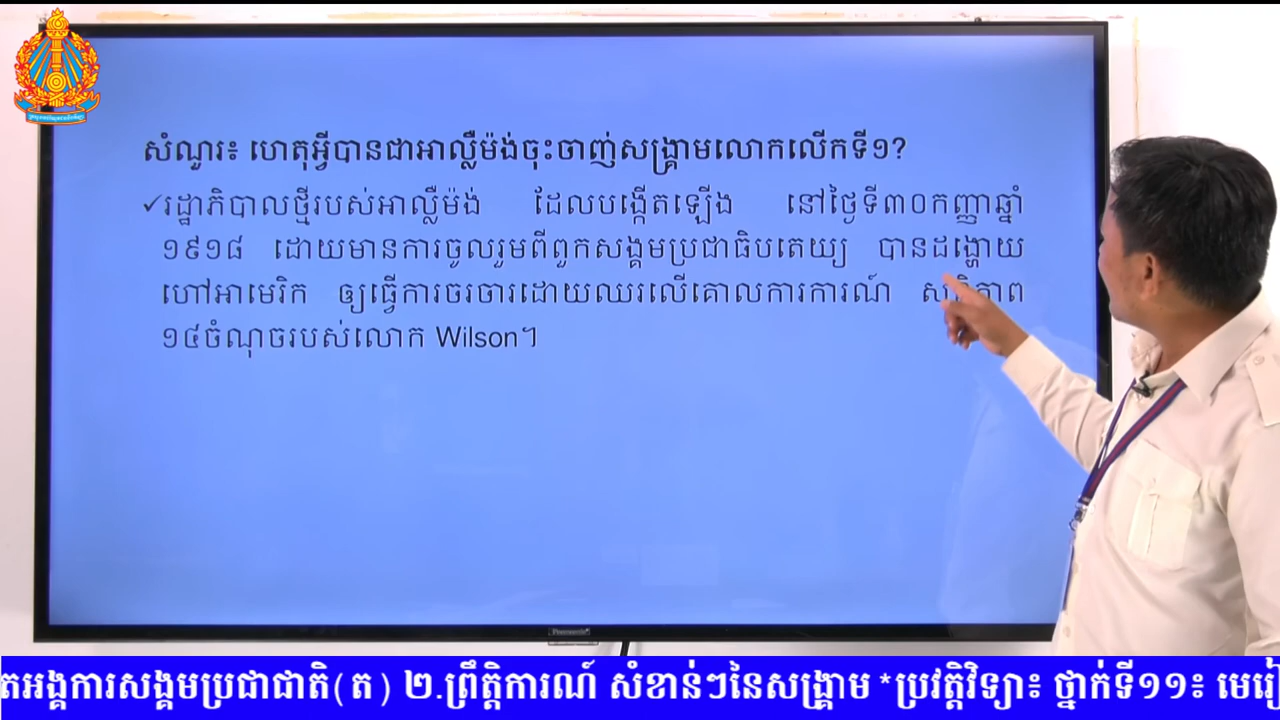 សំណួរ៖ ហេតុអ្វីបានជាអាល្លឺម៉ង់ចុះចាញ់សង្គ្រាមលោកលើកទី១?
✓រដ្ឋាភិបាលថ្មីរបស់អាល្លឺម៉ង់ ដែលបង្កើតឡើង នៅថ្ងៃទី៣០កញ្ញាឆ្នាំ
១៩១៨ ដោយមានការចូលរួមពីពួកសង្គមប្រជាធិបតេយ្យ បានដង្ហោយ
ហៅអាមេរិក ឲ្យធ្វើការចរចារដោយឈរលើគោលការការណ៍
១៤ចំណុចរបស់លោក Wilson។
Panasonic
តអង្គការសង្គមប្រជាជាតិ(ត) ២.ព្រឹត្តិការណ៍ សំខាន់ៗនៃសង្គ្រាម *ប្រវត្តិវិទ្យា៖ ថ្នាក់ទី១១៖ មេរៀ